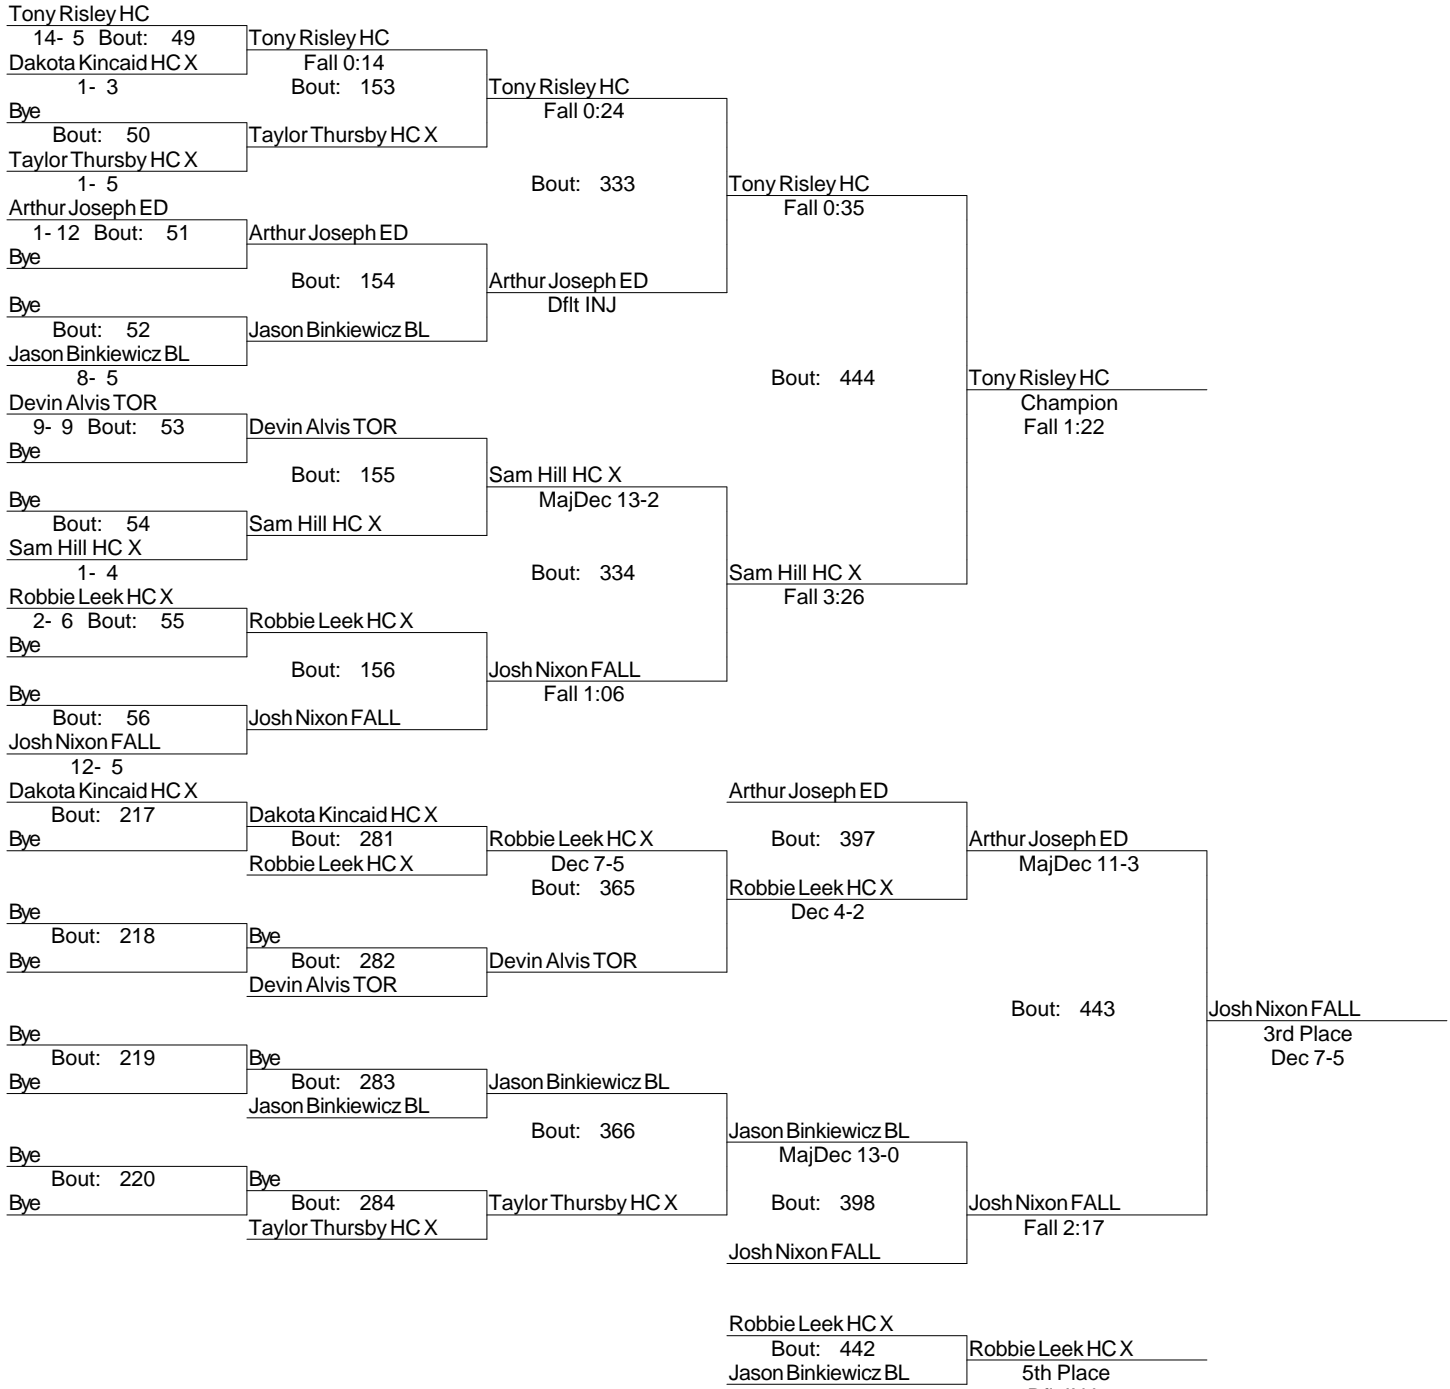 Tony Risley HC
14- 5 Bout: 49 Tony Risley HC
Dakota Kincaid HC X Fall 0:14
1- 3 Bout: 153 Tony Risley HC
Bye Fall 0:24
Bout: 50 Taylor Thursby HC X
Taylor Thursby HC X
1- 5 Bout: 333 Tony Risley HC
Arthur Joseph ED Fall 0:35
1- 12 Bout: 51 Arthur Joseph ED
Bye
Bout: 154 Arthur Joseph ED
Bye Dflt INJ
Bout: 52 Jason Binkiewicz BL
Jason Binkiewicz BL
8- 5 Bout: 444 Tony Risley HC
Devin Alvis TOR Champion
9- 9 Bout: 53 Devin Alvis TOR Fall 1:22
Bye
Bout: 155 Sam Hill HC X
Bye MajDec 13-2
Bout: 54 Sam Hill HC X
Sam Hill HC X
1- 4 Bout: 334 Sam Hill HC X
Robbie Leek HC X Fall 3:26
2- 6 Bout: 55 Robbie Leek HC X
Bye
Bout: 156 Josh Nixon FALL
Bye Fall 1:06
Bout: 56 Josh Nixon FALL
Josh Nixon FALL
12- 5
Dakota Kincaid HC X Arthur Joseph ED
Bout: 217 Dakota Kincaid HC X
Bye Bout: 281 Robbie Leek HC X Bout: 397 Arthur Joseph ED
Robbie Leek HC X Dec 7-5 MajDec 11-3
Bout: 365 Robbie Leek HC X
Bye Dec 4-2
Bout: 218 Bye
Bye Bout: 282 Devin Alvis TOR
Devin Alvis TOR
Bout: 443 Josh Nixon FALL
Bye 3rd Place
Bout: 219 Bye Dec 7-5
Bye Bout: 283 Jason Binkiewicz BL
Jason Binkiewicz BL
Bout: 366 Jason Binkiewicz BL
Bye MajDec 13-0
Bout: 220 Bye
Bye Bout: 284 Taylor Thursby HC X Bout: 398 Josh Nixon FALL
Taylor Thursby HC X Fall 2:17
Josh Nixon FALL
Robbie Leek HC X
Bout: 442 Robbie Leek HC X
Jason Binkiewicz BL 5th Place